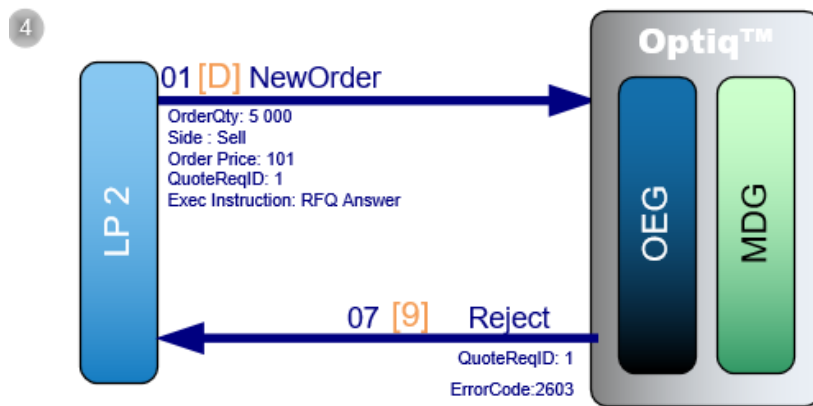 4
Optiq™
01 [D] NewOrder
OrderQty: 5 000
Side : Sell
Order Price: 101
QuoteReqID: 1
Exec Instruction: RFQ Answer
LP 2
OEG
MDG
07 [9] Reject
QuoteReqID: 1
ErrorCode:2603